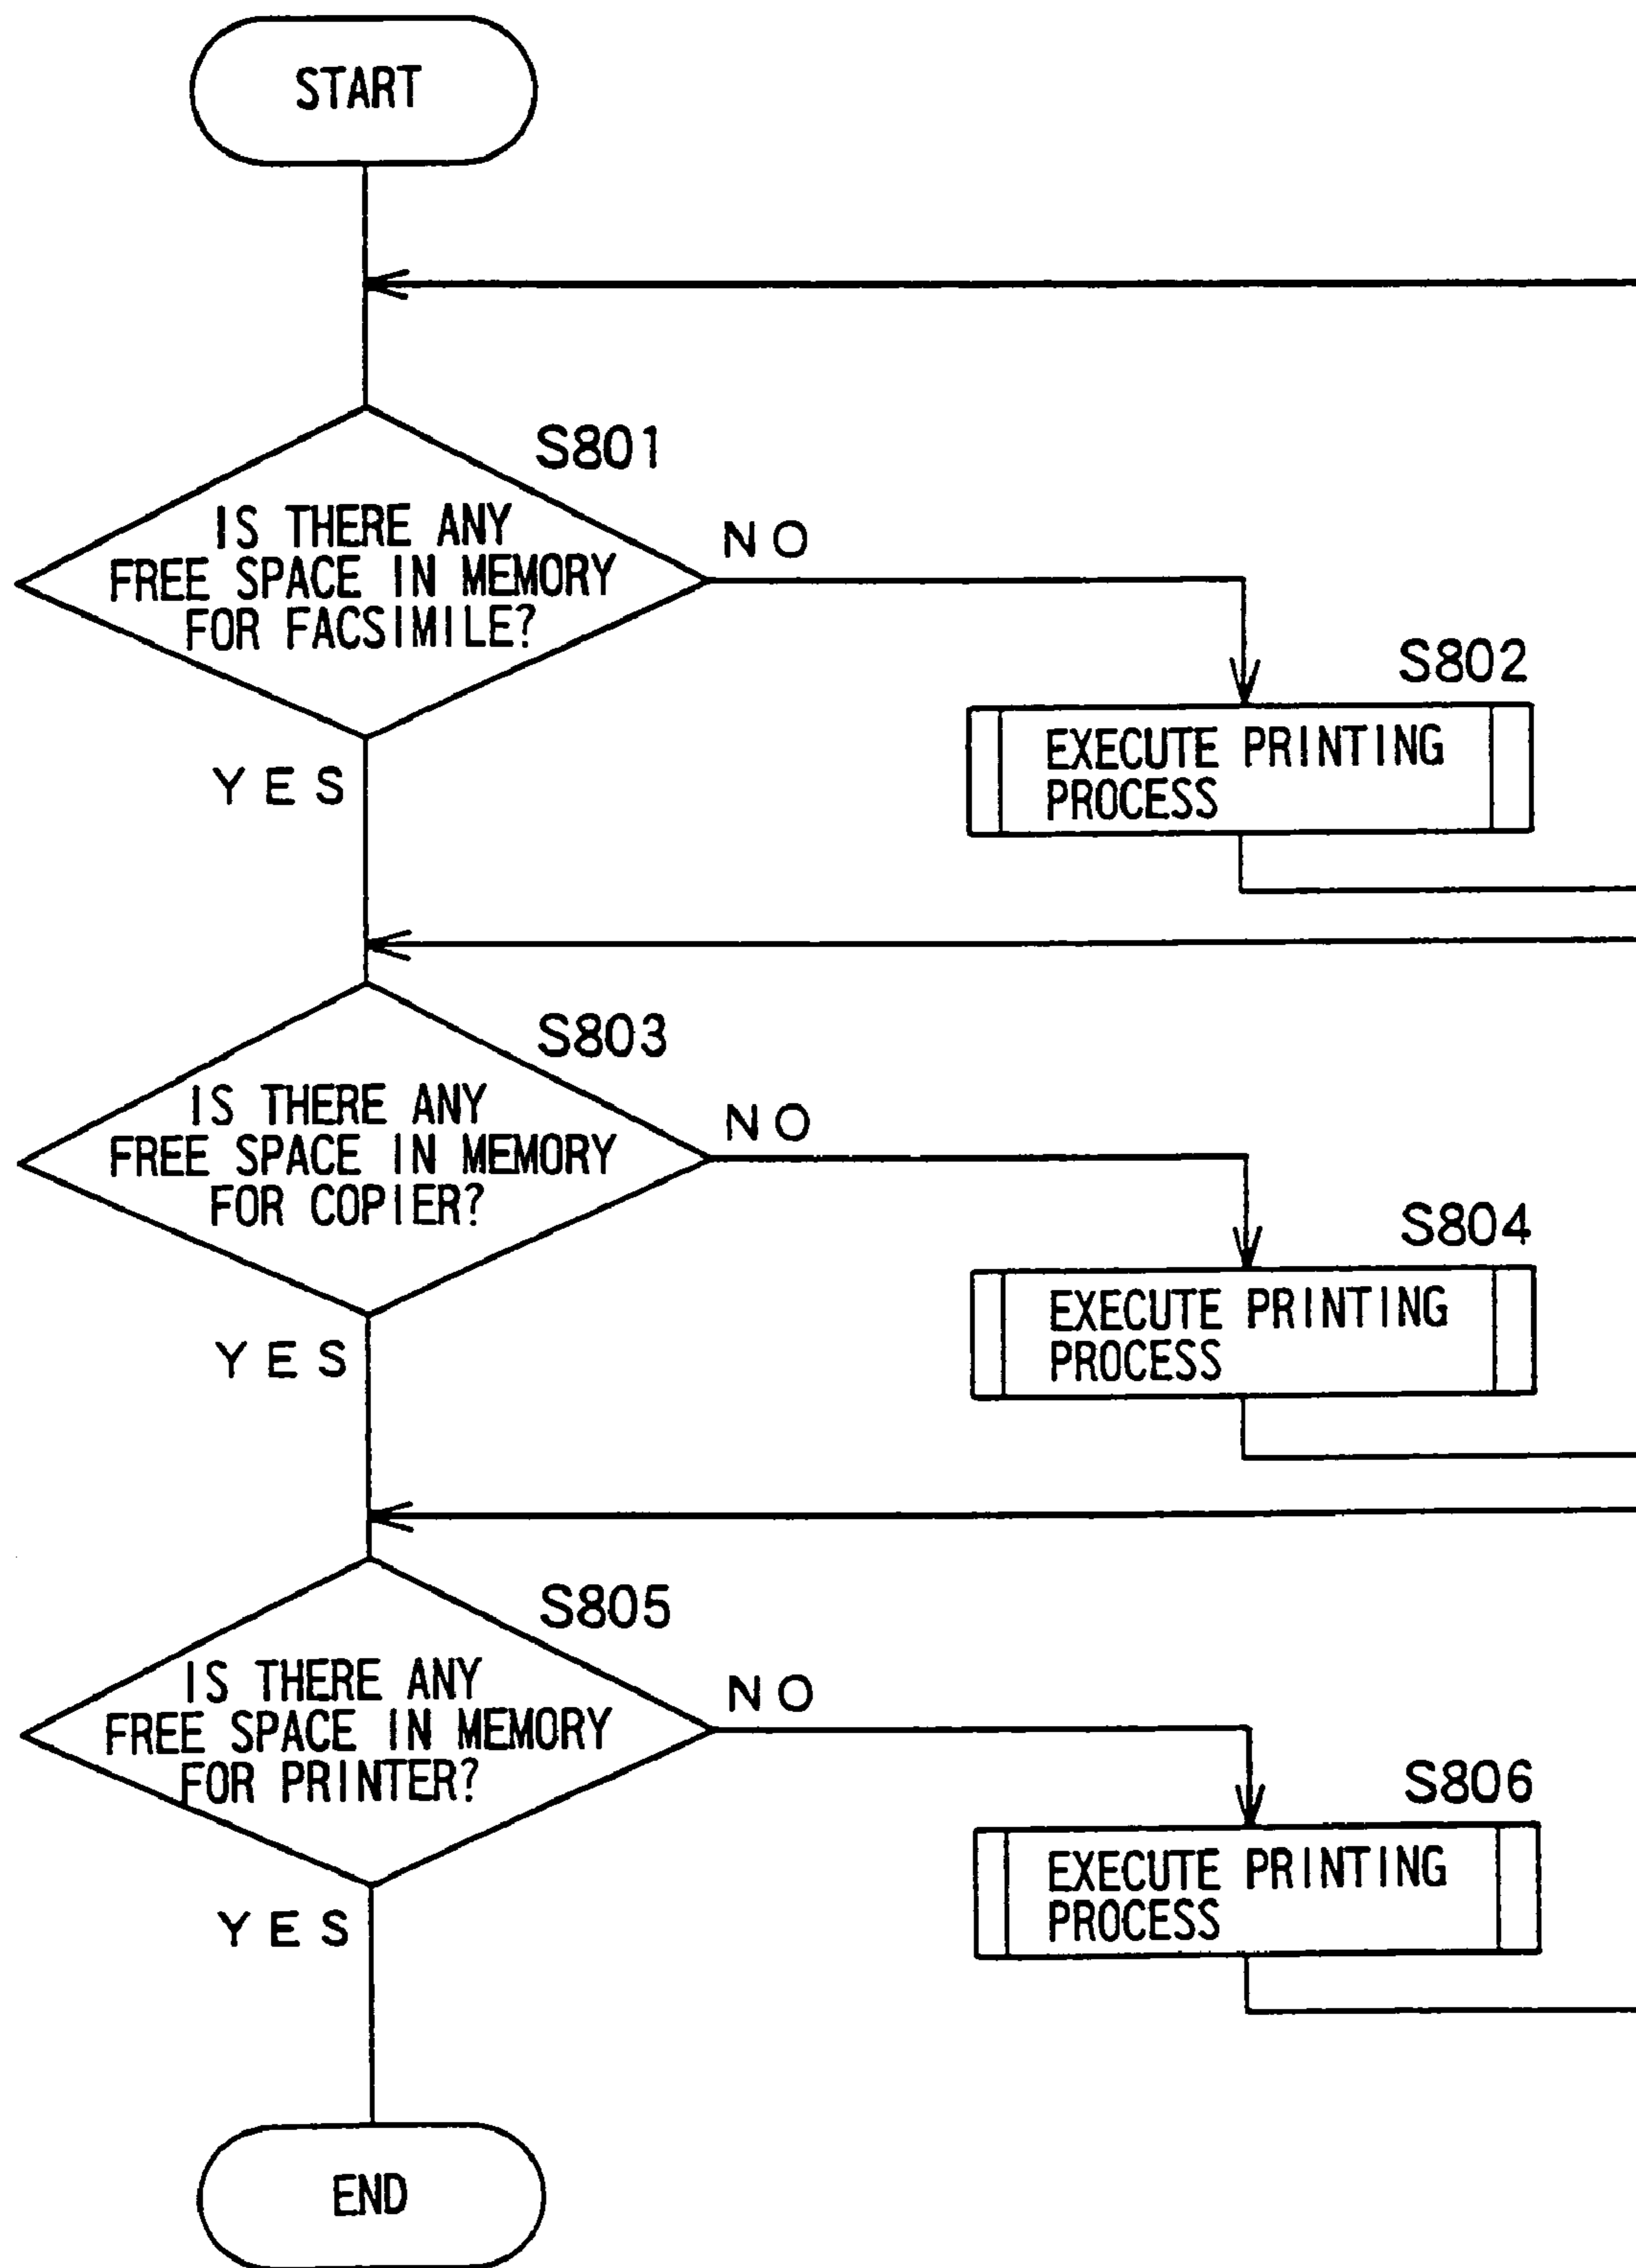 START
S801
IS THERE ANY
FREE SPACE IN MEMORY
FOR FACSIMILE?
NO
YES
S802
EXECUTE PRINTING
PROCESS
S803
IS THERE ANY
FREE SPACE IN MEMORY
FOR COPIER?
NO
YES
S804
EXECUTE PRINTING
PROCESS
S805
IS THERE ANY
FREE SPACE IN MEMORY
FOR PRINTER?
NO
YES
S806
EXECUTE PRINTING
PROCESS
END